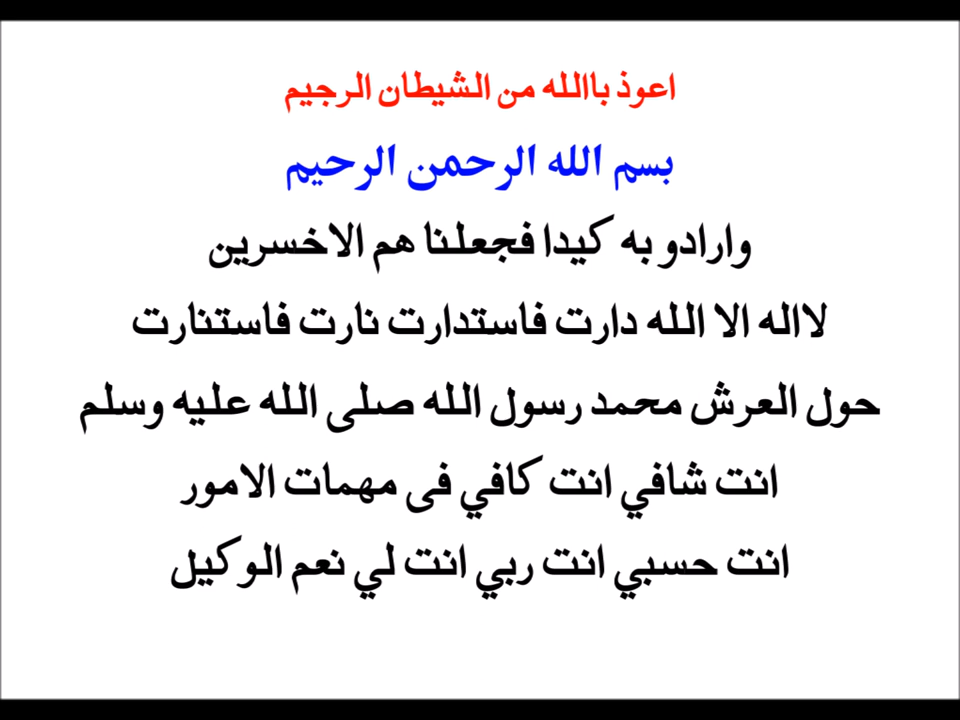 اعوذ باالله من الشيطان الرجيم
بسم الله الرحمن الرحيم
وارادو به كيدا فجعلنا هم الاخسرين
لااله الا الله دارت فاستدارت نارت فاستنارت
حول العرش محمد رسول الله صلى الله عليه وسلم
انت شافي انت كافي فى مهمات الامور
انت حسبي انت ربي انت لي نعم الوكيل